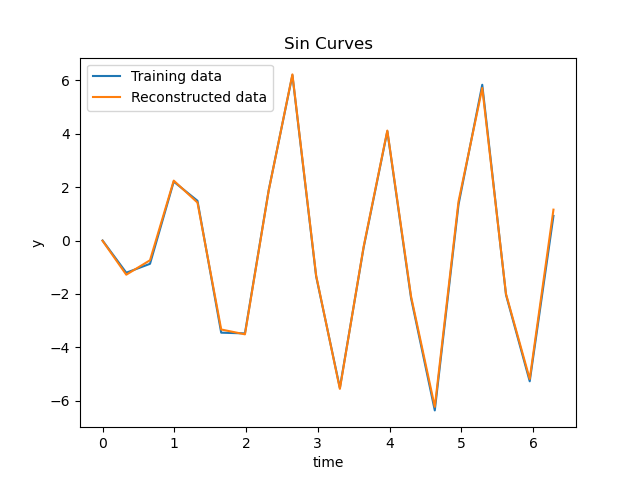 Sin Curves
Training data
Reconstructed data
6
4
2
0
−2
−4
−6
y
0 1 2 3 4 5 6
time